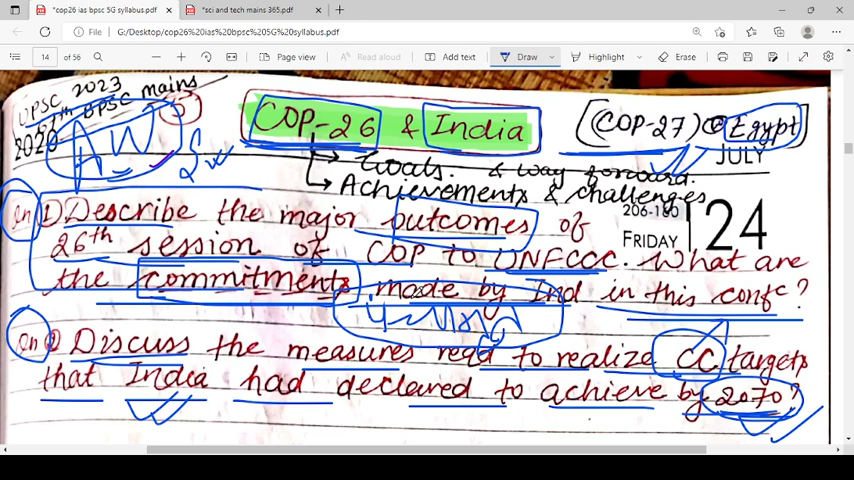 *cop26 ias bpsc 5G syllabus.pdf
*sci and tech mains 365.pdf
File
G:/Desktop/cop26%20ias%20bpsc%205G%20syllabus.pdf
14 of 56
Page view
Read aloud
Add text
Draw
Highlight
Erase
UPSC 2023
BPSC mains
COP-26 & India
(COP-27) @ Egypt
JULY
Goals. & way forward.
Achievements & challenges
206-160
FRIDAY
24
Qn 1) Describe the major outcomes of
26th session of COP to UNFCCC. What are
the commitments made by Ind in this confc?
Qn 2) Discuss the measures reqd to realize CC targets
that India had declared to achieve by 2070?